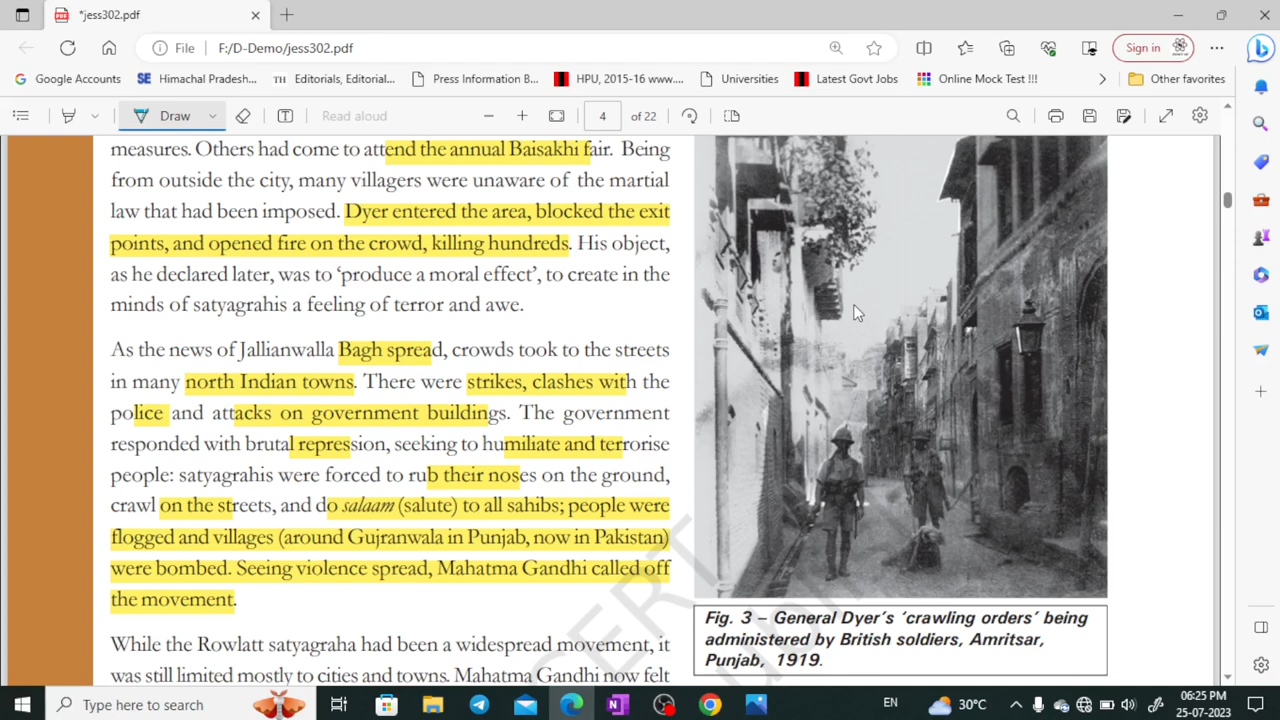 *jess302.pdf
File
F:/D-Demo/jess302.pdf
Sign in
Google Accounts
SE Himachal Pradesh...
TH Editorials, Editorial...
Press Information B...
HPU, 2015-16 www....
Universities
Latest Govt Jobs
Online Mock Test !!!
Other favorites
Draw
Read aloud
4 of 22
measures. Others had come to attend the annual Baisakhi fair. Being
from outside the city, many villagers were unaware of the martial
law that had been imposed. Dyer entered the area, blocked the exit
points, and opened fire on the crowd, killing hundreds. His object,
as he declared later, was to ‘produce a moral effect’, to create in the
minds of satyagrahis a feeling of terror and awe.
As the news of Jallianwalla Bagh spread, crowds took to the streets
in many north Indian towns. There were strikes, clashes with the
police and attacks on government buildings. The government
responded with brutal repression, seeking to humiliate and terrorise
people: satyagrahis were forced to rub their noses on the ground,
crawl on the streets, and do salaam (salute) to all sahibs; people were
flogged and villages (around Gujranwala in Punjab, now in Pakistan)
were bombed. Seeing violence spread, Mahatma Gandhi called off
the movement.
While the Rowlatt satyagraha had been a widespread movement, it
was still limited mostly to cities and towns. Mahatma Gandhi now felt
Fig. 3 – General Dyer’s ‘crawling orders’ being
administered by British soldiers, Amritsar,
Punjab, 1919.
Type here to search
30°C
EN
06:25 PM
25-07-2023